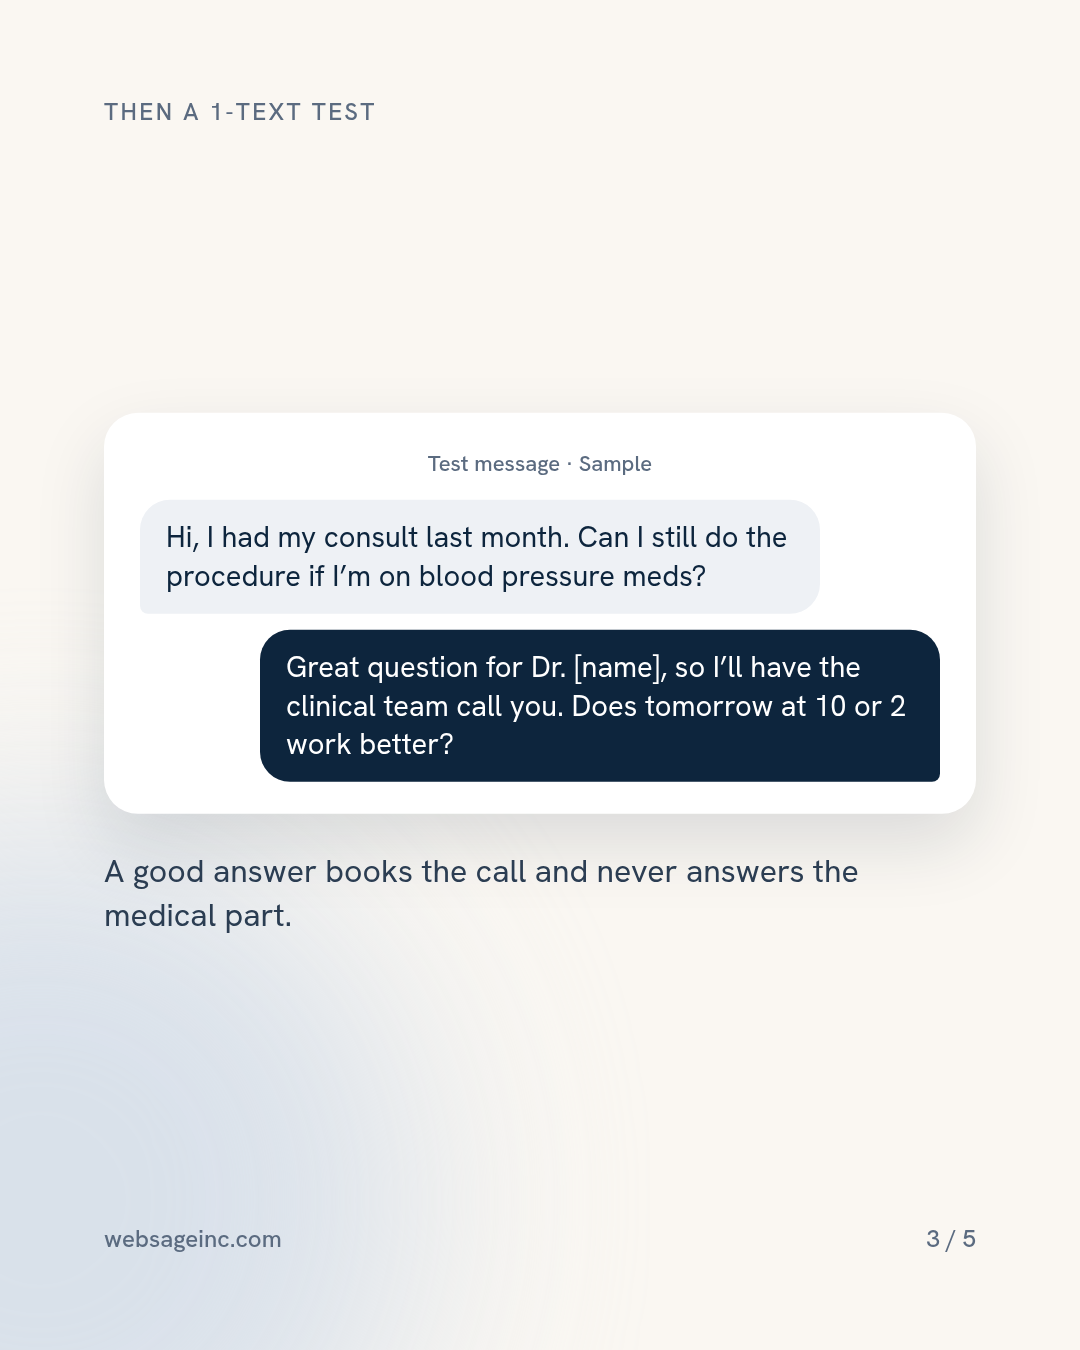 THEN A 1-TEXT TEST
Test message · Sample
Hi, I had my consult last month. Can I still do the
procedure if I’m on blood pressure meds?
Great question for Dr. [name], so I’ll have the
clinical team call you. Does tomorrow at 10 or 2
work better?
A good answer books the call and never answers the
medical part.
websageinc.com
3 / 5